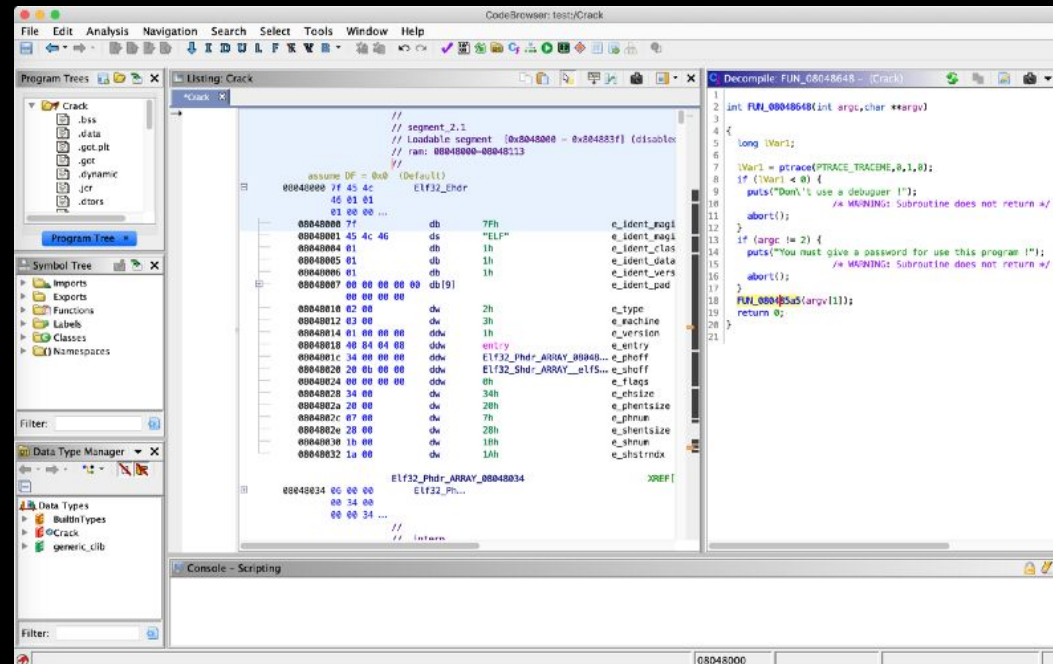 CodeBrowser: test:/Crack
File Edit Analysis Navigation Search Select Tools Window Help
Program Trees
Crack
.bss
.data
.got.plt
.got
.dynamic
.jcr
.dtors
Program Tree
Symbol Tree
Imports
Exports
Functions
Labels
Classes
Namespaces
Filter:
Data Type Manager
Data Types
BuiltInTypes
Crack
generic_clib
Filter:
Listing: Crack
*Crack
//
// segment_2.1
// Loadable segment [0x8048000 - 0x804883f] (disabled
// ram: 08048000-08048113
//
assume DF = 0x0 (Default)
08048000 7f 45 4c Elf32_Ehdr
46 01 01
01 00 00 ...
08048000 7f db 7Fh e_ident_magi
08048001 45 4c 46 ds "ELF" e_ident_magi
08048004 01 db 1h e_ident_clas
08048005 01 db 1h e_ident_data
08048006 01 db 1h e_ident_vers
08048007 00 00 00 00 00 db[9] e_ident_pad
00 00 00 00
08048010 02 00 dw 2h e_type
08048012 03 00 dw 3h e_machine
08048014 01 00 00 00 ddw 1h e_version
08048018 40 84 04 08 ddw entry e_entry
0804801c 34 00 00 00 ddw Elf32_Phdr_ARRAY_08048... e_phoff
08048020 20 0b 00 00 ddw Elf32_Shdr_ARRAY__elfS... e_shoff
08048024 00 00 00 00 ddw 0h e_flags
08048028 34 00 dw 34h e_ehsize
0804802a 20 00 dw 20h e_phentsize
0804802c 07 00 dw 7h e_phnum
0804802e 28 00 dw 28h e_shentsize
08048030 1b 00 dw 1Bh e_shnum
08048032 1a 00 dw 1Ah e_shstrndx
Elf32_Phdr_ARRAY_08048034 XREF[
08048034 06 00 00 Elf32_Ph...
00 34 00
00 00 34 ...
//
// intern
Decompile: FUN_08048648 - (Crack)
1
2 int FUN_08048648(int argc,char **argv)
3
4 {
5 long lVar1;
6
7 lVar1 = ptrace(PTRACE_TRACEME,0,1,0);
8 if (lVar1 < 0) {
9 puts("Don\'t use a debuguer !");
10 /* WARNING: Subroutine does not return */
11 abort();
12 }
13 if (argc != 2) {
14 puts("You must give a password for use this program !");
15 /* WARNING: Subroutine does not return */
16 abort();
17 }
18 FUN_080485a5(argv[1]);
19 return 0;
20 }
21
Console - Scripting
08048000